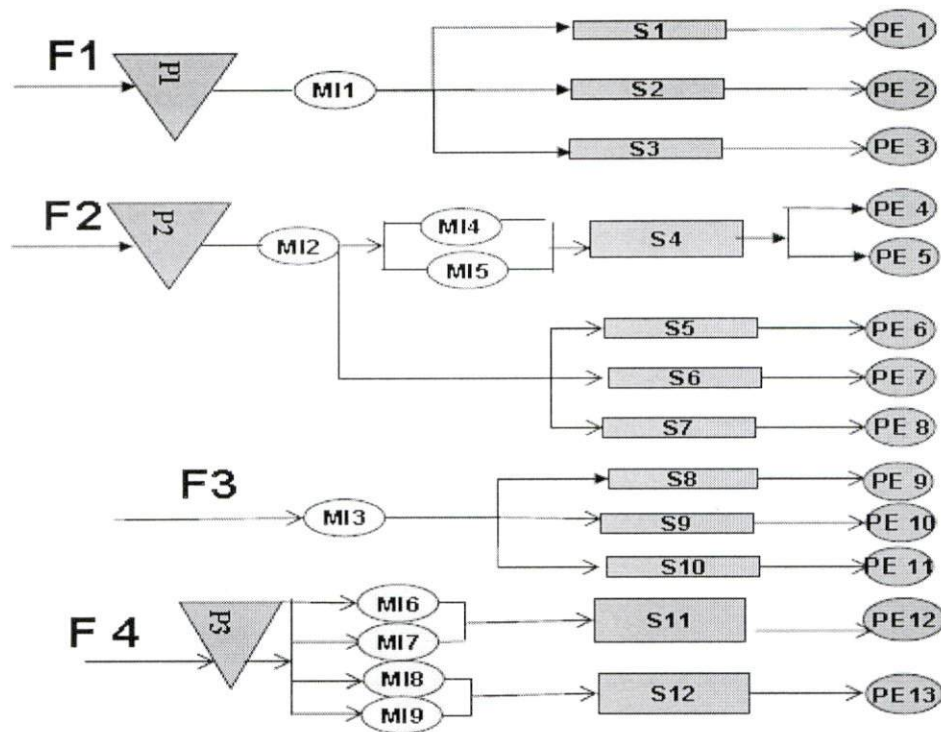 F1
P1
MI1
S1
PE 1
S2
PE 2
S3
PE 3
F2
P2
MI2
MI4
MI5
S4
PE 4
PE 5
S5
PE 6
S6
PE 7
S7
PE 8
F3
MI3
S8
PE 9
S9
PE 10
S10
PE 11
F 4
P3
MI6
MI7
MI8
MI9
S11
PE12
S12
PE13